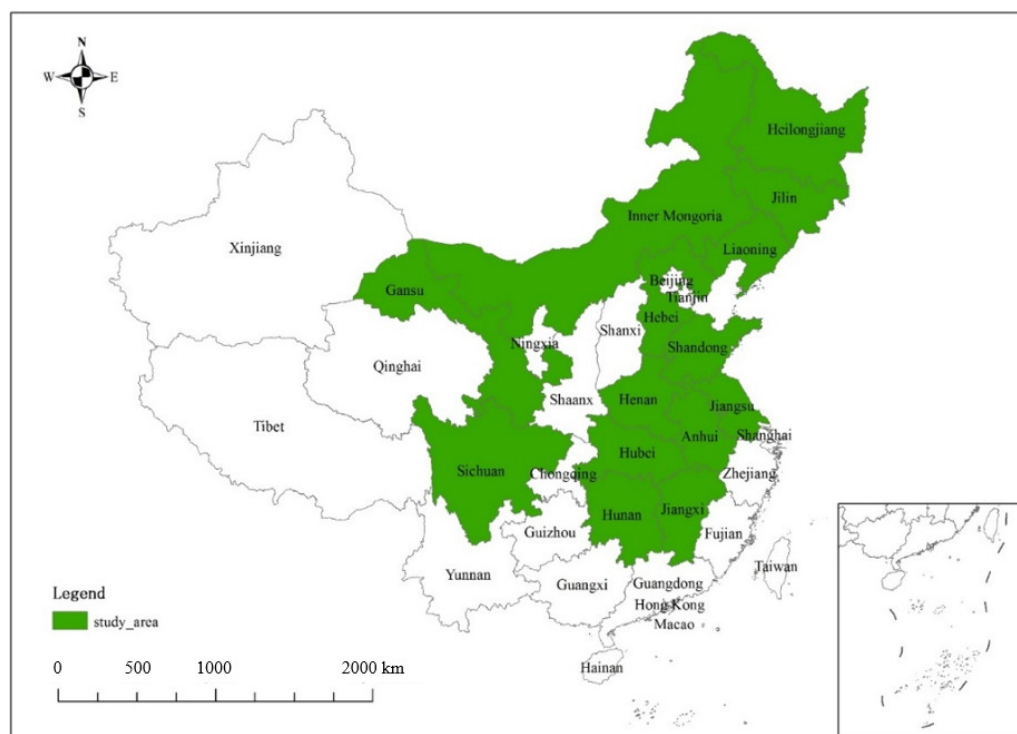 N
W E
S
Heilongjiang
Jilin
Inner Mongoria
Liaoning
Xinjiang
Beijing
Tianjin
Gansu
Hebei
Shanxi
Ningxia
Shandong
Qinghai
Shaanx
Henan
Jiangsu
Tibet
Anhui
Shanghai
Hubei
Sichuan
Chongqing
Zhejiang
Hunan
Jiangxi
Guizhou
Fujian
Taiwan
Yunnan
Guangxi
Guangdong
Hong Kong
Macao
Hainan
Legend
study_area
0 500 1000 2000 km